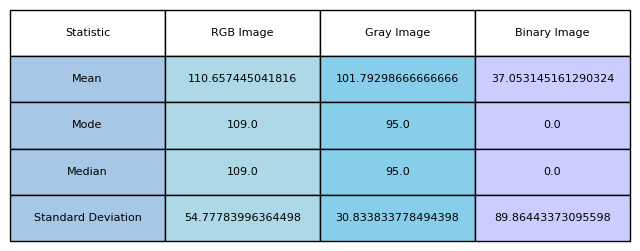 Statistic RGB Image Gray Image Binary Image
Mean 110.657445041816 101.79298666666666 37.053145161290324
Mode 109.0 95.0 0.0
Median 109.0 95.0 0.0
Standard Deviation 54.77783996364498 30.833833778494398 89.86443373095598